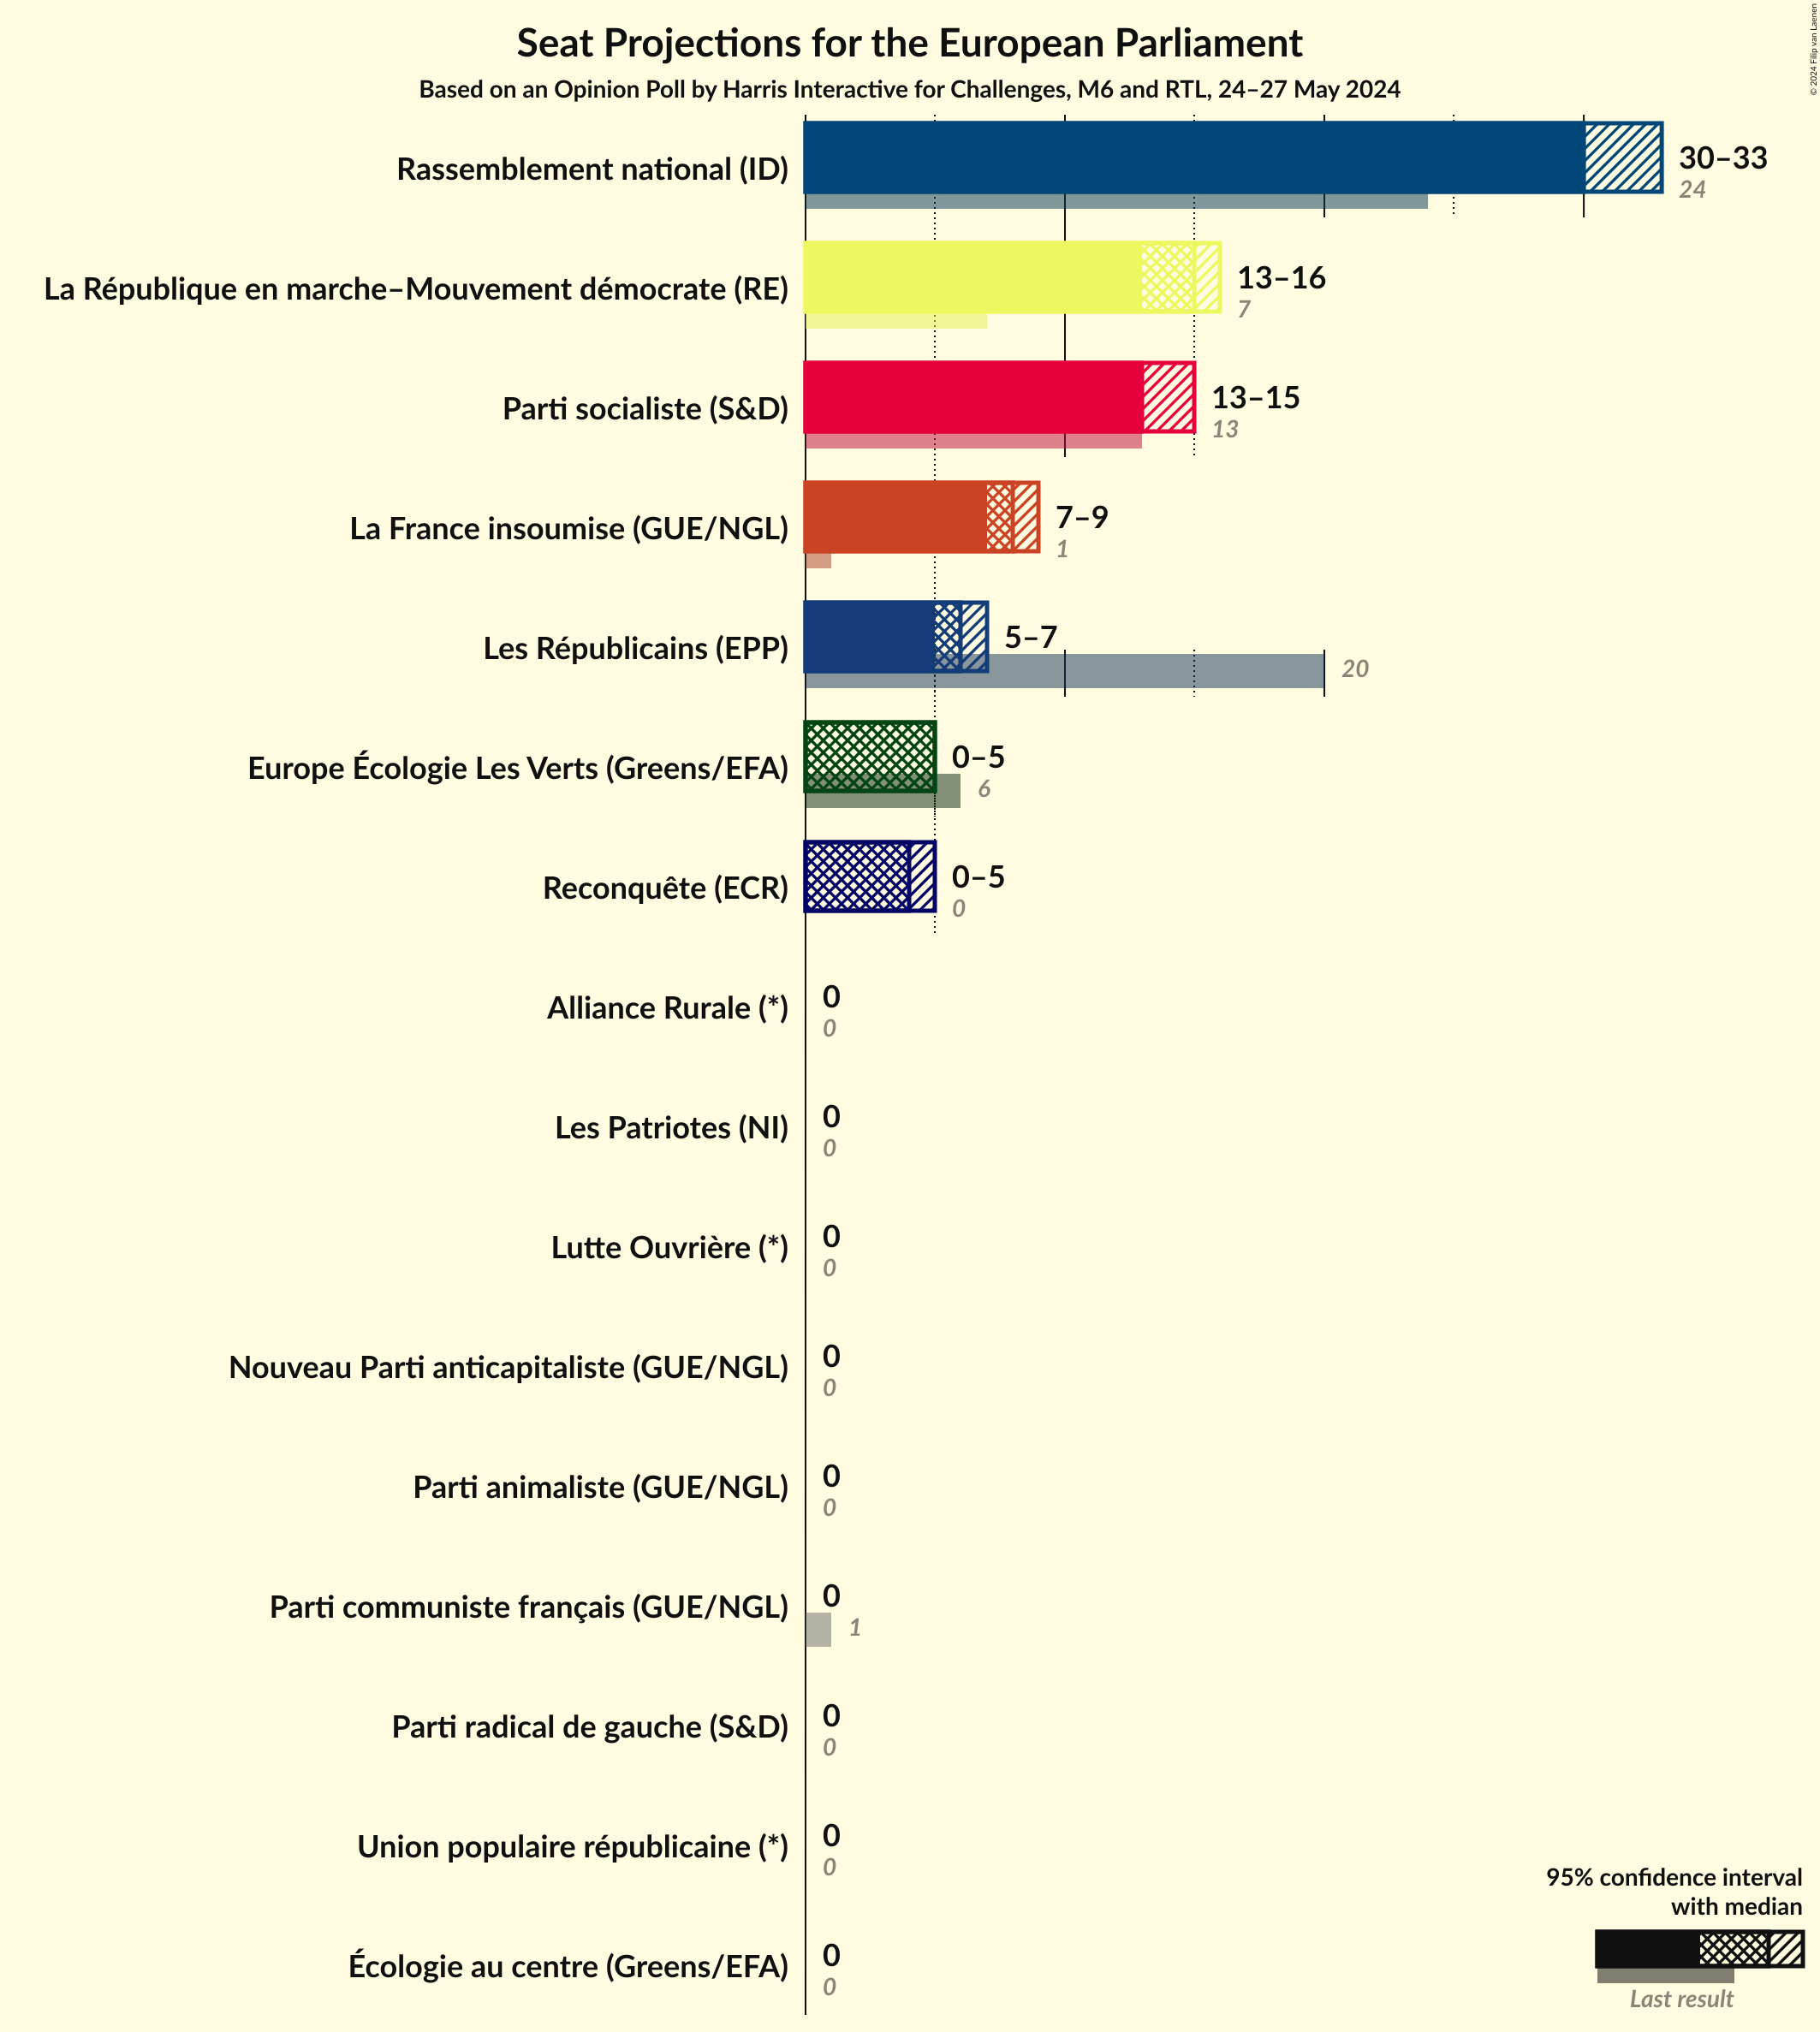 © 2024 Filip van Laenen
Seat Projections for the European Parliament
Based on an Opinion Poll by Harris Interactive for Challenges, M6 and RTL, 24–27 May 2024
Rassemblement national (ID)
30–33
24
La République en marche–Mouvement démocrate (RE)
13–16
7
Parti socialiste (S&D)
13–15
13
La France insoumise (GUE/NGL)
7–9
1
Les Républicains (EPP)
5–7
20
Europe Écologie Les Verts (Greens/EFA)
0–5
6
Reconquête (ECR)
0–5
0
Alliance Rurale (*)
0
0
Les Patriotes (NI)
0
0
Lutte Ouvrière (*)
0
0
Nouveau Parti anticapitaliste (GUE/NGL)
0
0
Parti animaliste (GUE/NGL)
0
0
Parti communiste français (GUE/NGL)
0
1
Parti radical de gauche (S&D)
0
0
Union populaire républicaine (*)
0
0
Écologie au centre (Greens/EFA)
0
0
95% confidence interval
with median
Last result